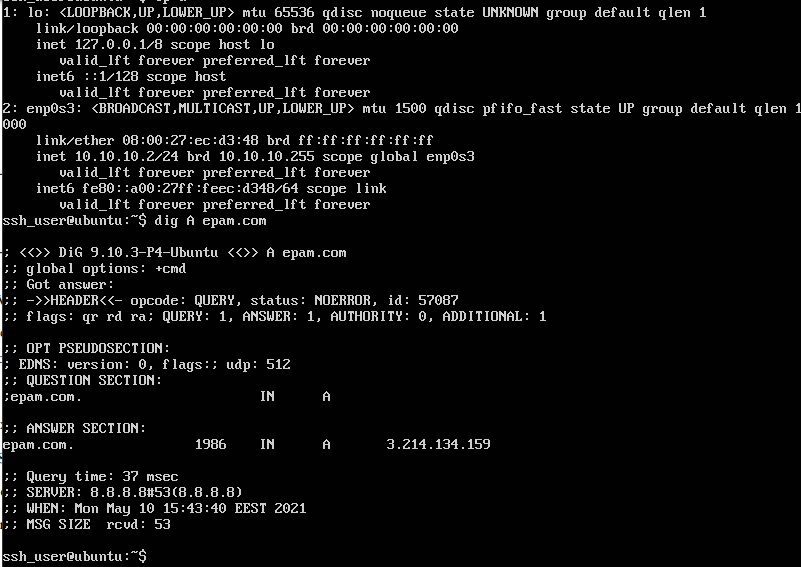 1: lo: <LOOPBACK,UP,LOWER_UP> mtu 65536 qdisc noqueue state UNKNOWN group default qlen 1
    link/loopback 00:00:00:00:00:00 brd 00:00:00:00:00:00
    inet 127.0.0.1/8 scope host lo
       valid_lft forever preferred_lft forever
    inet6 ::1/128 scope host
       valid_lft forever preferred_lft forever
2: enp0s3: <BROADCAST,MULTICAST,UP,LOWER_UP> mtu 1500 qdisc pfifo_fast state UP group default qlen 1
000
    link/ether 08:00:27:ec:d3:48 brd ff:ff:ff:ff:ff:ff
    inet 10.10.10.2/24 brd 10.10.10.255 scope global enp0s3
       valid_lft forever preferred_lft forever
    inet6 fe80::a00:27ff:feec:d348/64 scope link
       valid_lft forever preferred_lft forever
ssh_user@ubuntu:~$ dig A epam.com

; <<>> DiG 9.10.3-P4-Ubuntu <<>> A epam.com
;; global options: +cmd
;; Got answer:
;; ->>HEADER<<- opcode: QUERY, status: NOERROR, id: 57087
;; flags: qr rd ra; QUERY: 1, ANSWER: 1, AUTHORITY: 0, ADDITIONAL: 1

;; OPT PSEUDOSECTION:
; EDNS: version: 0, flags:; udp: 512
;; QUESTION SECTION:
;epam.com.                      IN      A

;; ANSWER SECTION:
epam.com.               1986    IN      A       3.214.134.159

;; Query time: 37 msec
;; SERVER: 8.8.8.8#53(8.8.8.8)
;; WHEN: Mon May 10 15:43:40 EEST 2021
;; MSG SIZE  rcvd: 53

ssh_user@ubuntu:~$